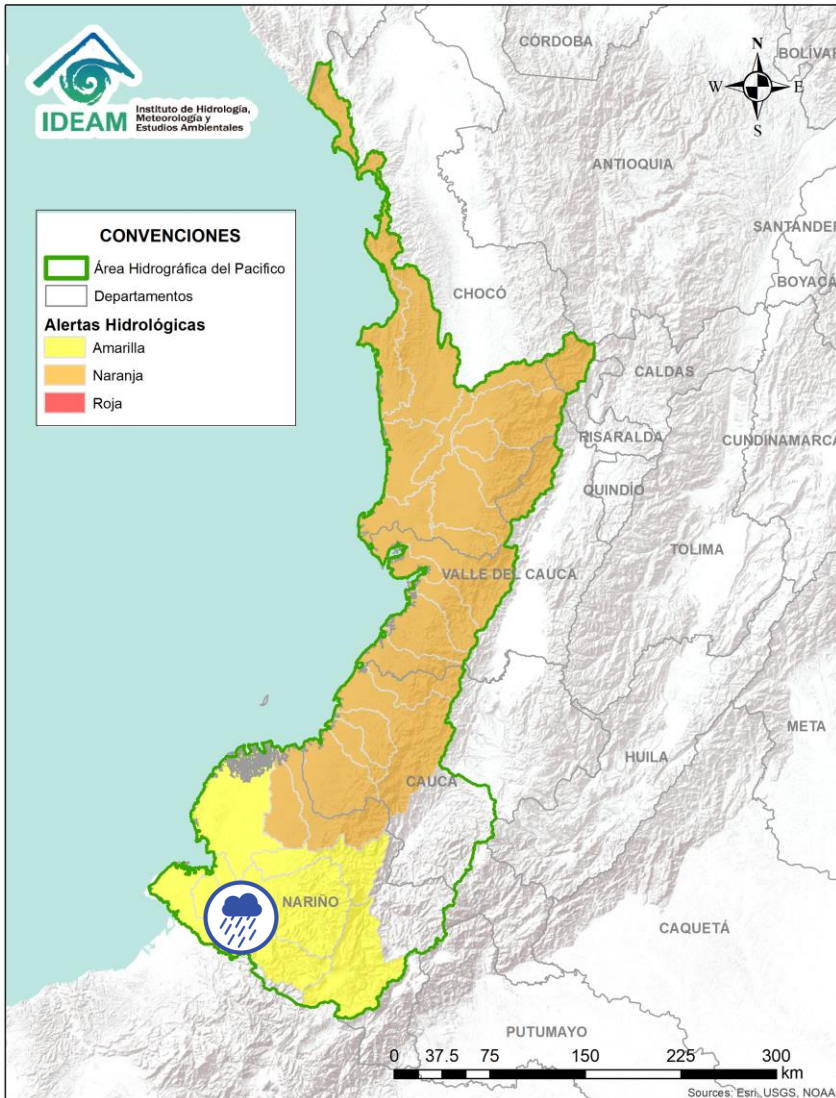 IDEAM
Instituto de Hidrología,
Meteorología y
Estudios Ambientales
CÓRDOBA
BOLÍVAR
N
W
E
S
ANTIOQUIA
SANTANDER
BOYACÁ
CONVENCIONES
Área Hidrográfica del Pacifico
Departamentos
Alertas Hidrológicas
Amarilla
Naranja
Roja
CHOCÓ
CALDAS
RISARALDA
CUNDINAMARCA
QUINDÍO
TOLIMA
VALLE DEL CAUCA
META
HUILA
CAUCA
NARIÑO
CAQUETÁ
PUTUMAYO
0 37.5 75 150 225 300
km
Sources: Esri, USGS, NOAA